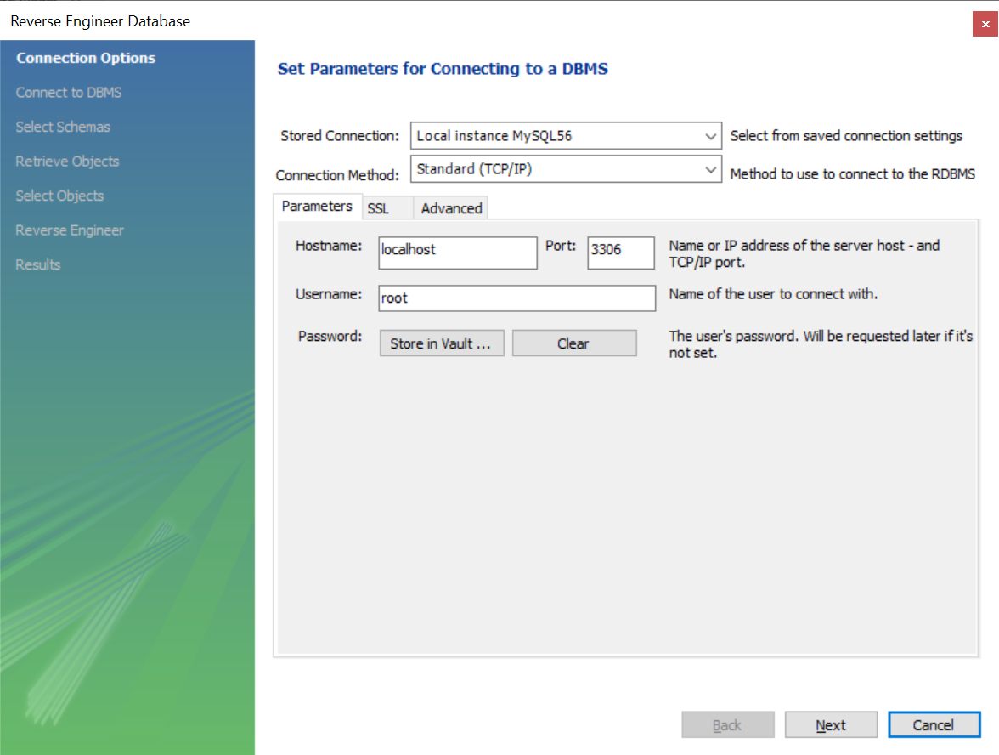 Reverse Engineer Database
Connection Options
Connect to DBMS
Select Schemas
Retrieve Objects
Select Objects
Reverse Engineer
Results
Set Parameters for Connecting to a DBMS
Stored Connection: Local instance MySQL56 Select from saved connection settings
Connection Method: Standard (TCP/IP) Method to use to connect to the RDBMS
Parameters SSL Advanced
Hostname: localhost Port: 3306 Name or IP address of the server host - and
TCP/IP port.
Username: root Name of the user to connect with.
Password: Store in Vault ... Clear The user's password. Will be requested later if it's
not set.
Back Next Cancel